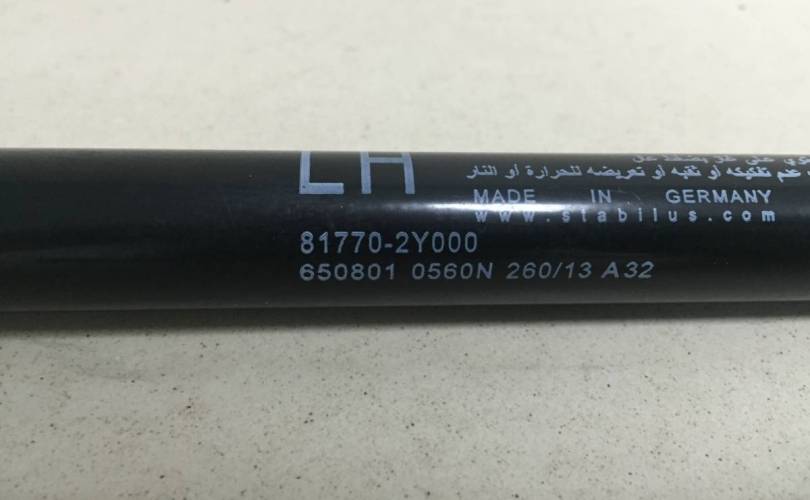 LH
عدم تفكيكه أو ثقبه أو تعريضه للحرارة أو النار
MADE IN GERMANY
www.stabilus.com
81770-2Y000
650801 0560N 260/13 A32